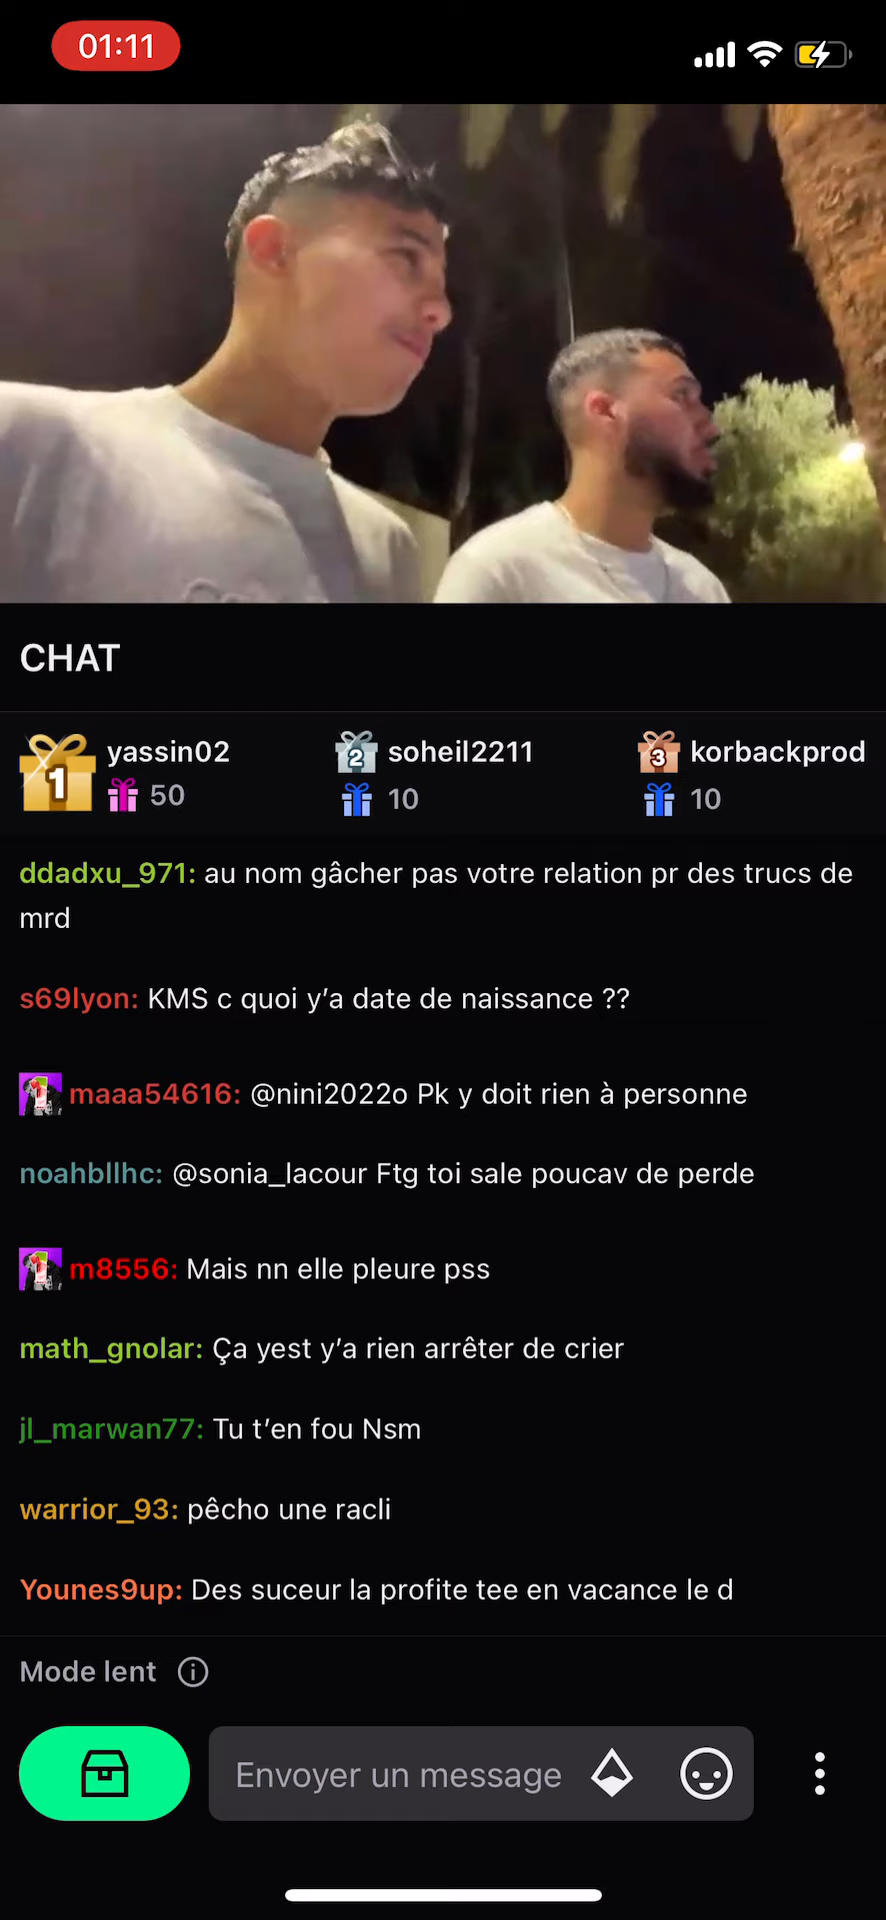 01:11
CHAT
1 yassin02 2 soheil2211 3 korbackprod
50 10 10
ddadxu_971: au nom gâcher pas votre relation pr des trucs de
mrd
s69lyon: KMS c quoi y’a date de naissance ??
maaa54616: @nini2022o Pk y doit rien à personne
noahbllhc: @sonia_lacour Ftg toi sale poucav de perde
m8556: Mais nn elle pleure pss
math_gnolar: Ça yest y’a rien arrêter de crier
jl_marwan77: Tu t’en fou Nsm
warrior_93: pêcho une racli
Younes9up: Des suceur la profite tee en vacance le d
Mode lent
Envoyer un message